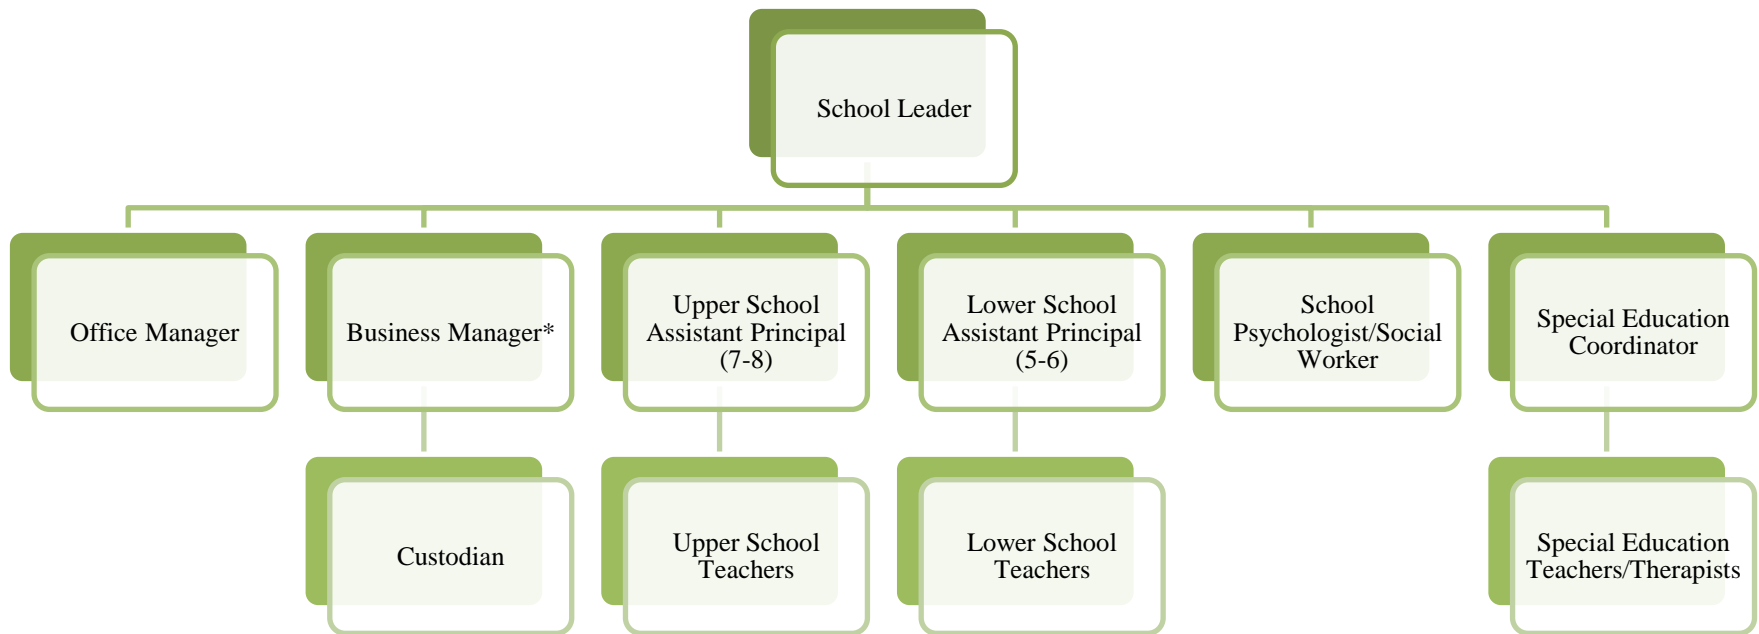 School Leader
Office Manager
Business Manager*
Upper School
Assistant Principal
(7-8)
Lower School
Assistant Principal
(5-6)
School
Psychologist/Social
Worker
Special Education
Coordinator
Custodian
Upper School
Teachers
Lower School
Teachers
Special Education
Teachers/Therapists